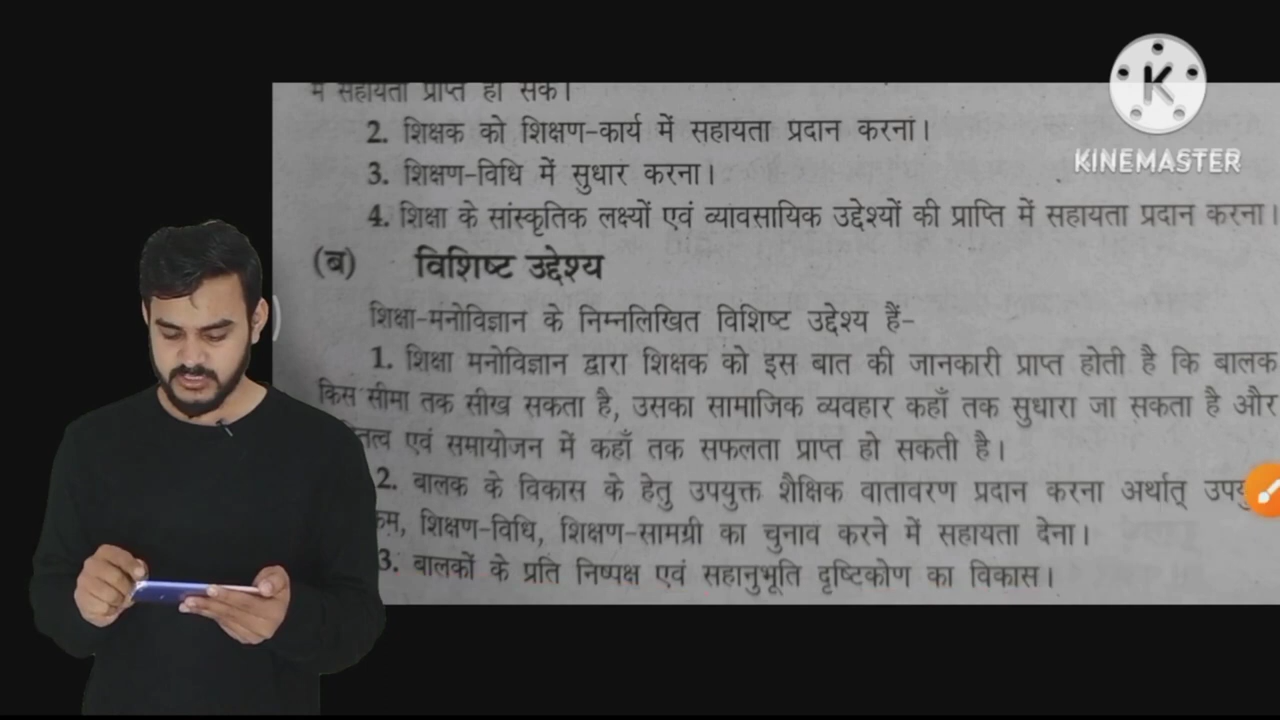 में सहायता प्राप्त हो सके।
2. शिक्षक को शिक्षण-कार्य में सहायता प्रदान करना।
3. शिक्षण-विधि में सुधार करना।
4. शिक्षा के सांस्कृतिक लक्ष्यों एवं व्यावसायिक उद्देश्यों की प्राप्ति में सहायता प्रदान करना।
(ब) विशिष्ट उद्देश्य
शिक्षा-मनोविज्ञान के निम्नलिखित विशिष्ट उद्देश्य हैं-
1. शिक्षा मनोविज्ञान द्वारा शिक्षक को इस बात की जानकारी प्राप्त होती है कि बालक
किस सीमा तक सीख सकता है, उसका सामाजिक व्यवहार कहाँ तक सुधारा जा सकता है और
एवं समायोजन में कहाँ तक सफलता प्राप्त हो सकती है।
2. बालक के विकास के हेतु उपयुक्त शैक्षिक वातावरण प्रदान करना अर्थात्
शिक्षण-विधि, शिक्षण-सामग्री का चुनाव करने में सहायता देना।
3. बालकों के प्रति निष्पक्ष एवं सहानुभूति दृष्टिकोण का विकास।
K
KINEMASTER